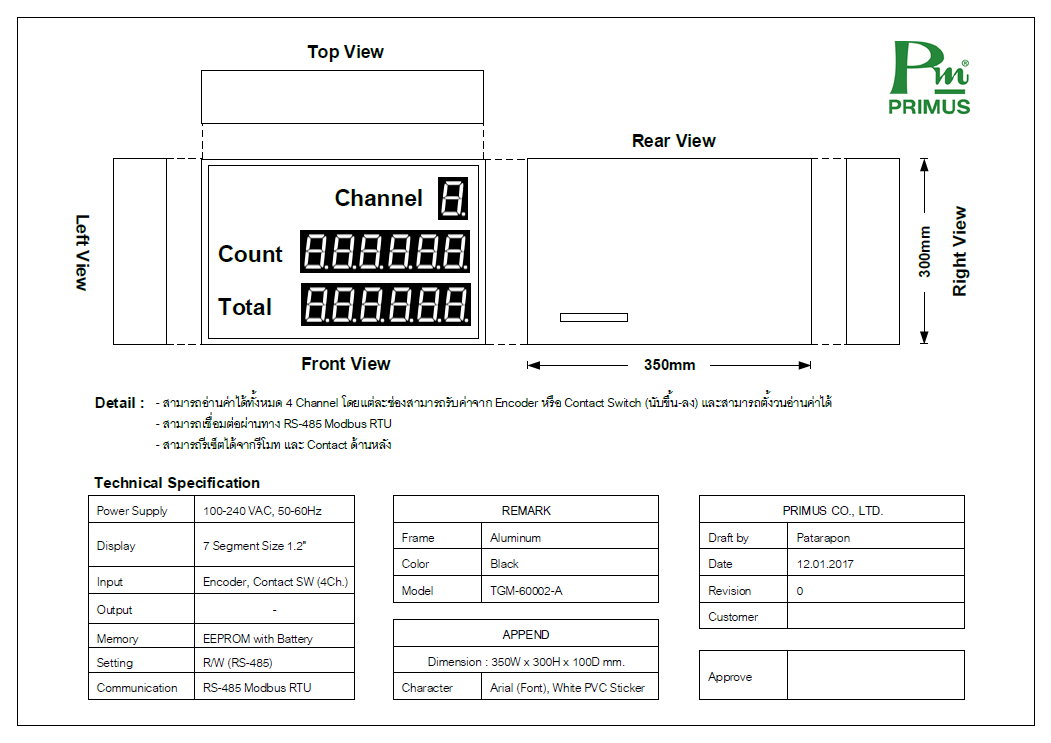 Top View
Pm®
PRIMUS
Rear View
Left View
Channel 8.
Count 8.8.8.8.8.8.
Total 8.8.8.8.8.8.
300mm
Right View
Front View
350mm
Detail : - สามารถอ่านค่าได้ทั้งหมด 4 Channel โดยแต่ละช่องสามารถรับค่าจาก Encoder หรือ Contact Switch (นับขึ้น-ลง) และสามารถตั้งวนอ่านค่าได้
- สามารถเชื่อมต่อผ่านทาง RS-485 Modbus RTU
- สามารถรีเซ็ตได้จากรีโมท และ Contact ด้านหลัง
Technical Specification
Power Supply 100-240 VAC, 50-60Hz
Display 7 Segment Size 1.2"
Input Encoder, Contact SW (4Ch.)
Output -
Memory EEPROM with Battery
Setting R/W (RS-485)
Communication RS-485 Modbus RTU
REMARK
Frame Aluminum
Color Black
Model TGM-60002-A
APPEND
Dimension : 350W x 300H x 100D mm.
Character Arial (Font), White PVC Sticker
PRIMUS CO., LTD.
Draft by Patarapon
Date 12.01.2017
Revision 0
Customer
Approve